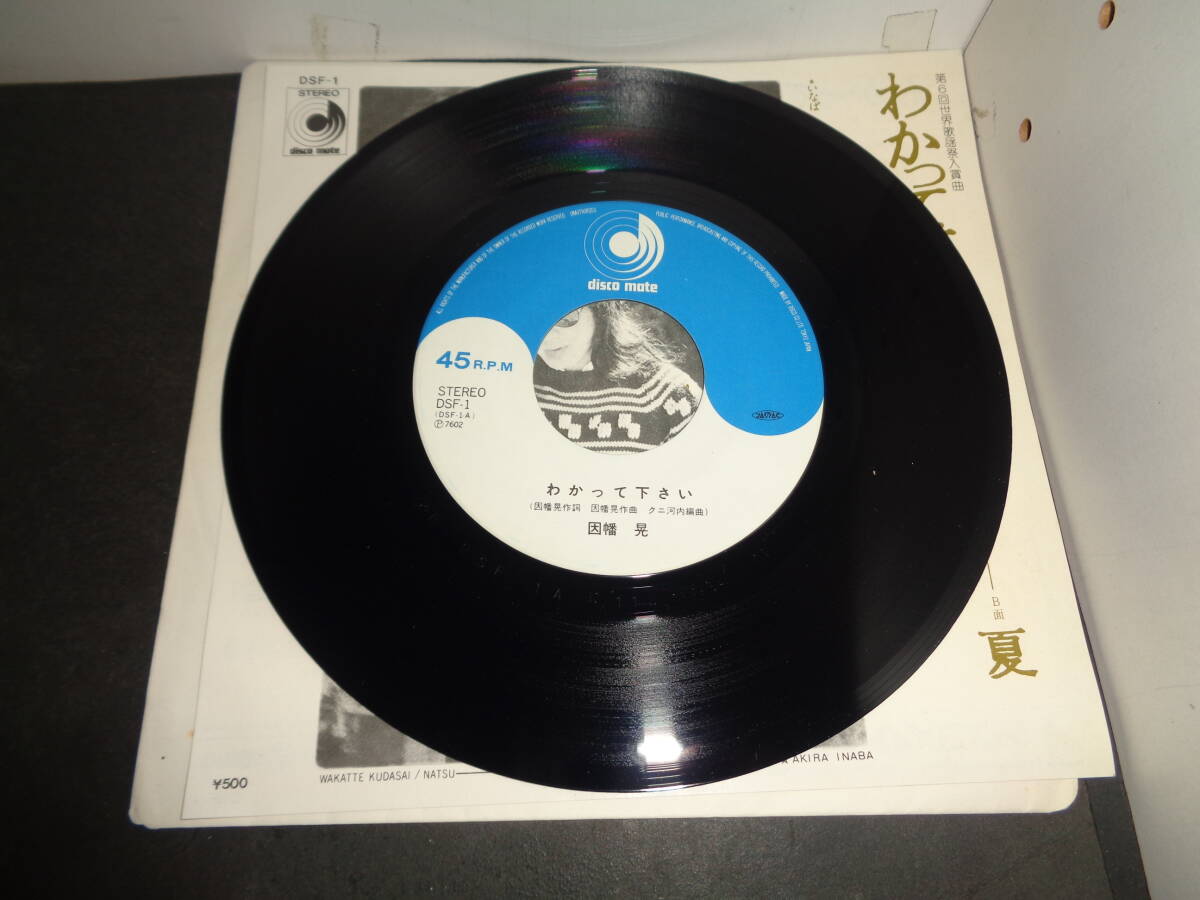 DSF-1
STEREO
disco mate
第6回世界歌謡祭入賞曲
わかって
いなば
B面
夏
¥500
WAKATTE KUDASAI / NATSU
AKIRA INABA
disco mate
45 R.P.M
STEREO
DSF-1
(DSF-1-A)
Ⓟ7602
JASRAC
わかって下さい
(因幡晃作詞 因幡晃作曲 クニ河内編曲)
因幡 晃